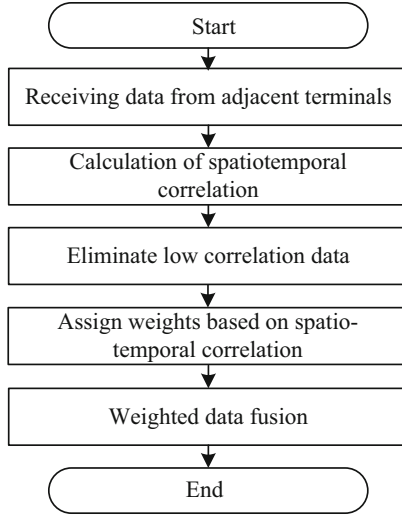 Start
Receiving data from adjacent terminals
Calculation of spatiotemporal
correlation
Eliminate low correlation data
Assign weights based on spatio-
temporal correlation
Weighted data fusion
End